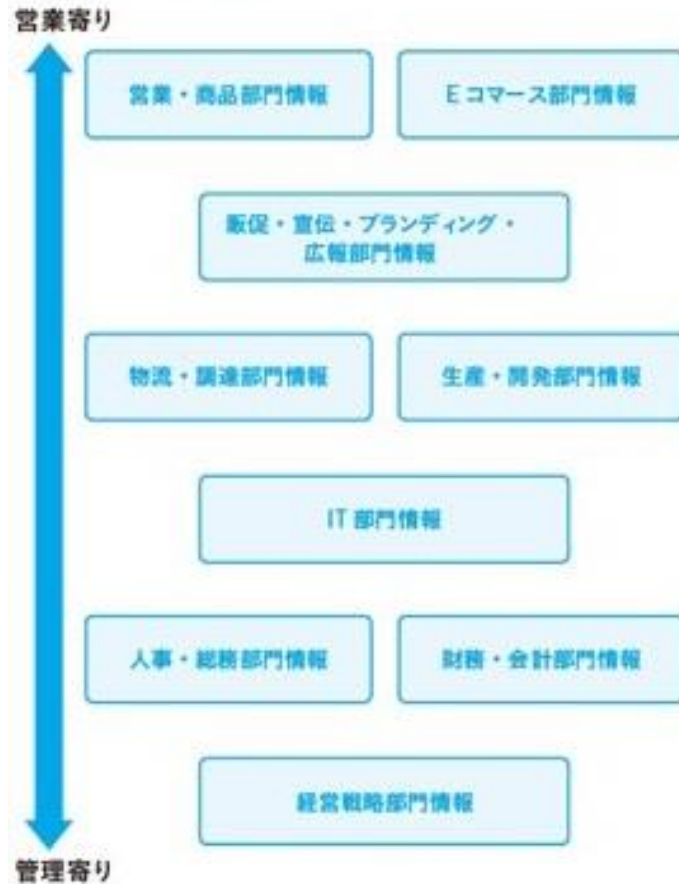 営業寄り
営業・商品部門情報
Eコマース部門情報
販促・宣伝・ブランディング・
広報部門情報
物流・調達部門情報
生産・開発部門情報
IT 部門情報
人事・総務部門情報
財務・会計部門情報
経営戦略部門情報
管理寄り